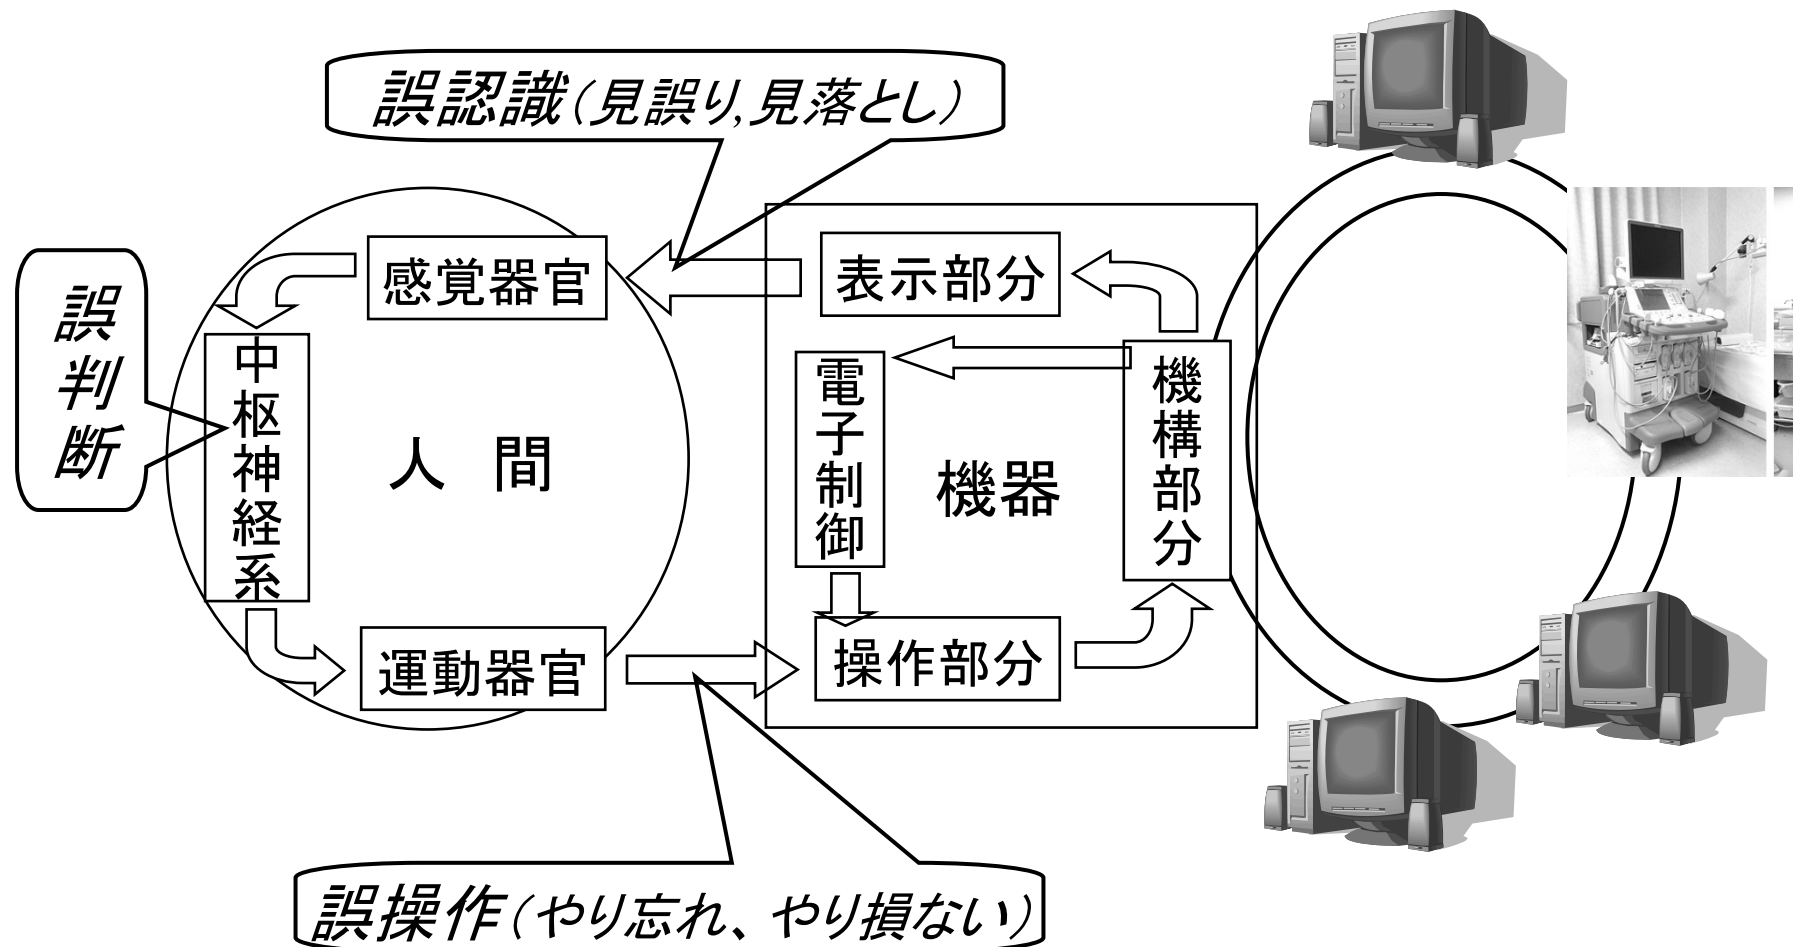 誤認識（見誤り,見落とし）
感覚器官
表示部分
誤判断
中枢神経系
人 間
電子制御
機器
機構部分
運動器官
操作部分
誤操作（やり忘れ、やり損ない）